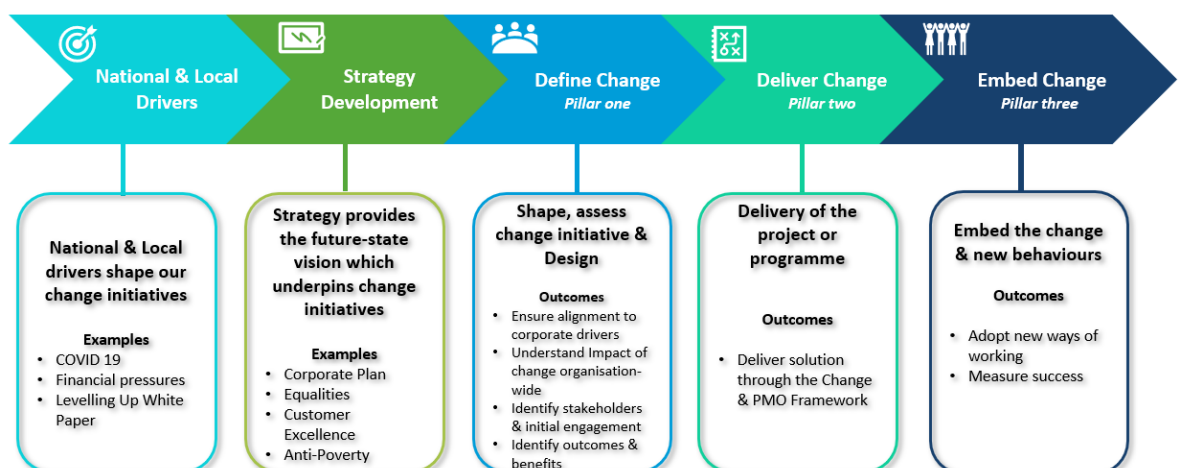 National & Local
Drivers
Strategy
Development
Define Change
Pillar one
Deliver Change
Pillar two
Embed Change
Pillar three
National & Local
drivers shape our
change initiatives
Examples
• COVID 19
• Financial pressures
• Levelling Up White
Paper
Strategy provides
the future-state
vision which
underpins change
initiatives
Examples
• Corporate Plan
• Equalities
• Customer
Excellence
• Anti-Poverty
Shape, assess
change initiative &
Design
Outcomes
• Ensure alignment to
corporate drivers
• Understand Impact of
change organisation-
wide
• Identify stakeholders
& initial engagement
• Identify outcomes &
benefits
Delivery of the
project or
programme
Outcomes
• Deliver solution
through the Change
& PMO Framework
Embed the change
& new behaviours
Outcomes
• Adopt new ways of
working
• Measure success